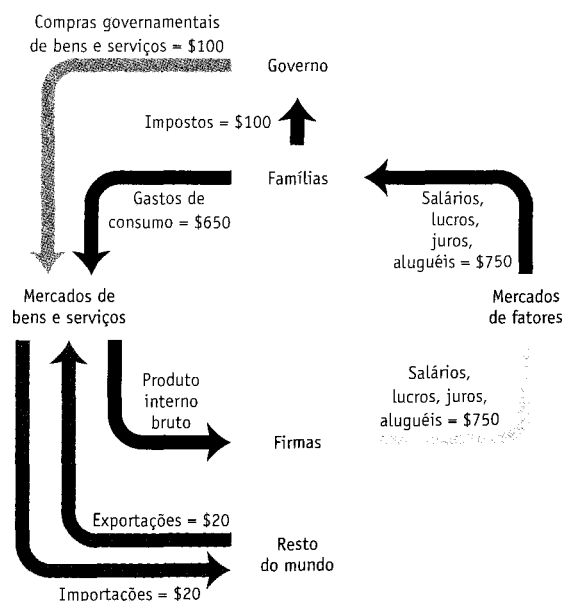 Compras governamentais
de bens e serviços = $100
Governo
Impostos = $100
Famílias
Gastos de
consumo = $650
Salários,
lucros,
juros,
aluguéis = $750
Mercados de
bens e serviços
Mercados
de fatores
Produto
interno
bruto
Firmas
Salários,
lucros, juros,
aluguéis = $750
Exportações = $20
Resto
do mundo
Importações = $20